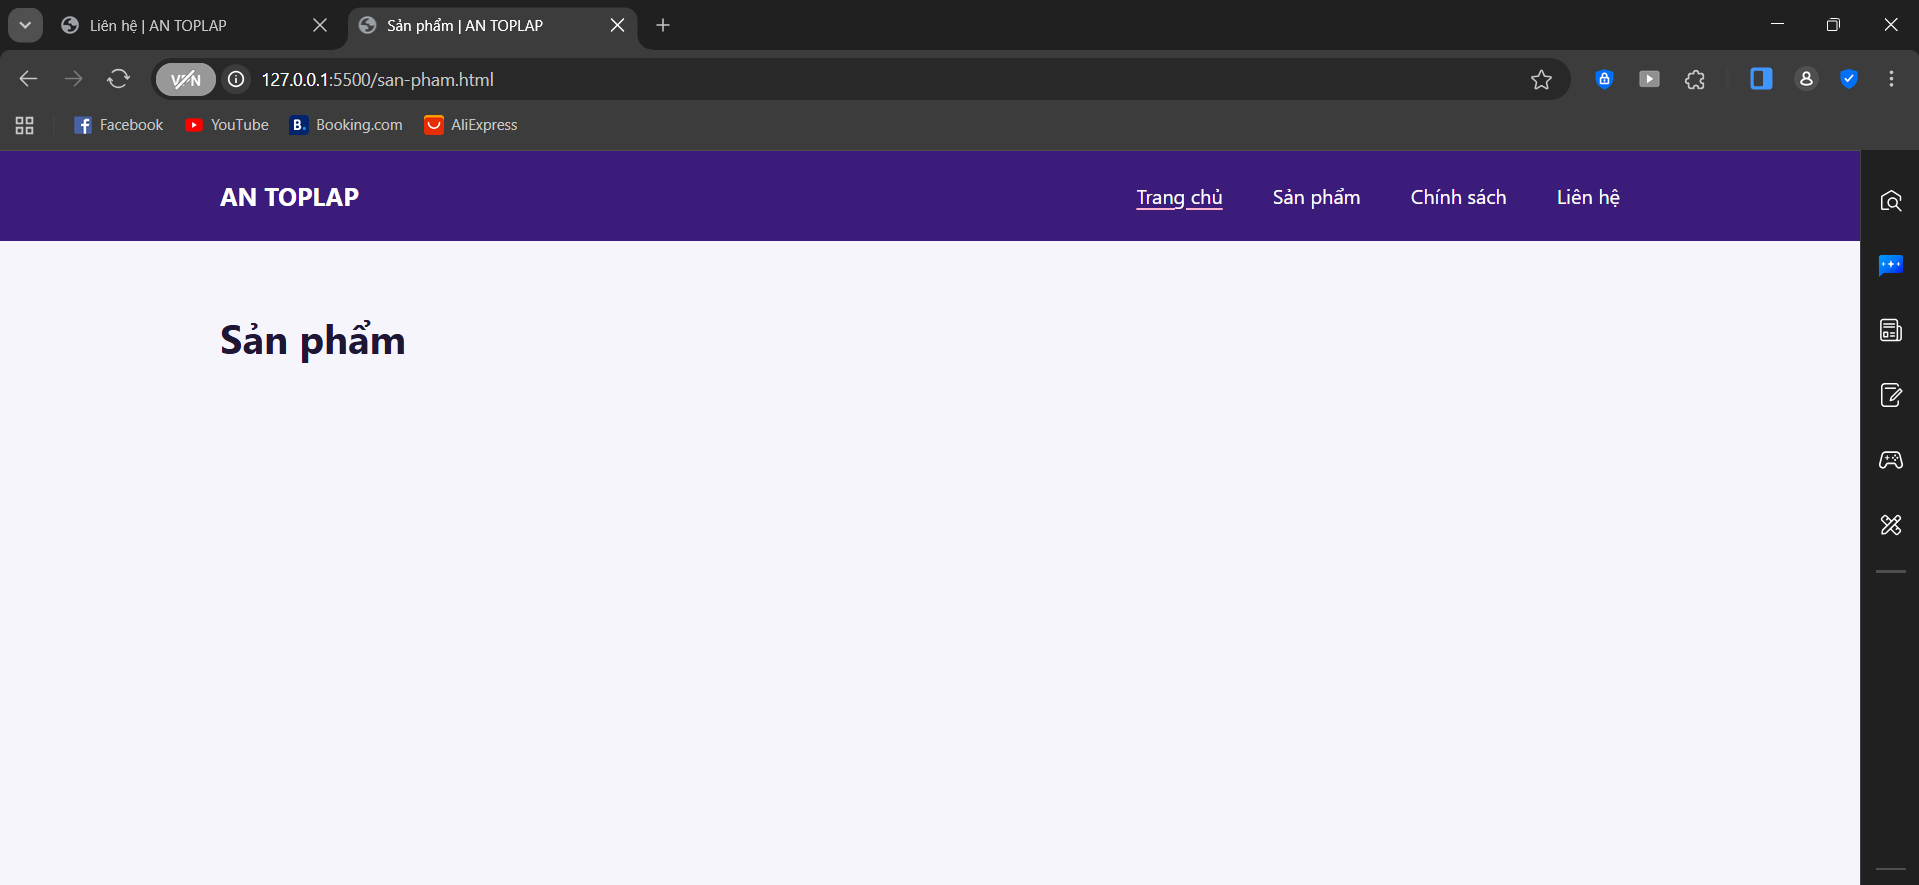 Liên hệ | AN TOPLAP
Sản phẩm | AN TOPLAP
VPN
127.0.0.1:5500/san-pham.html
Facebook
YouTube
B. Booking.com
AliExpress
AN TOPLAP
Trang chủ
Sản phẩm
Chính sách
Liên hệ
Sản phẩm